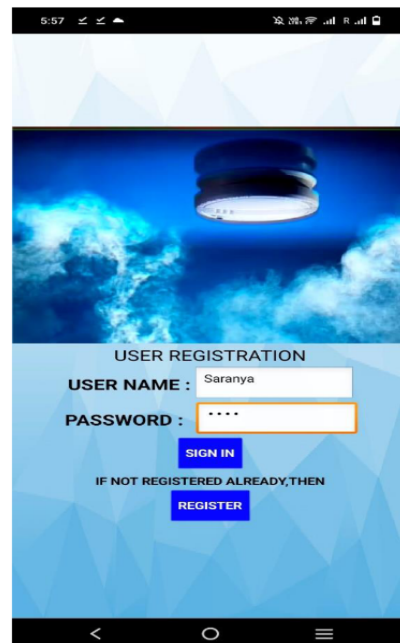 5:57
R
USER REGISTRATION
USER NAME : Saranya
PASSWORD : ••••
SIGN IN
IF NOT REGISTERED ALREADY,THEN
REGISTER